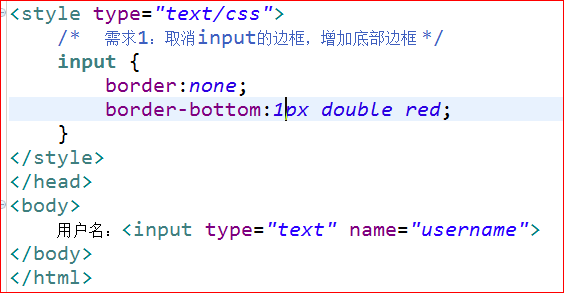 <style type="text/css">
/* 需求1：取消input的边框，增加底部边框 */
input {
border:none;
border-bottom:1px double red;
}
</style>
</head>
<body>
用户名：<input type="text" name="username">
</body>
</html>